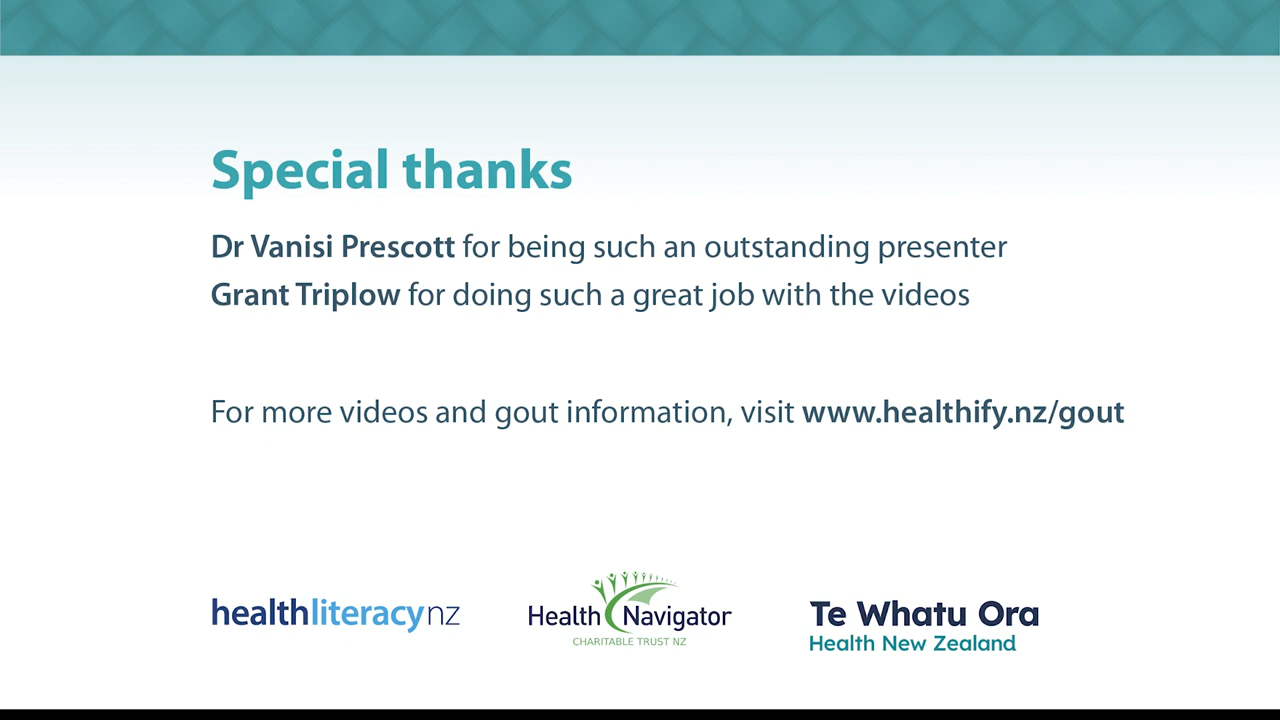 Special thanks
Dr Vanisi Prescott for being such an outstanding presenter
Grant Triplow for doing such a great job with the videos
For more videos and gout information, visit www.healthify.nz/gout
healthliteracynz
Health Navigator
CHARITABLE TRUST NZ
Te Whatu Ora
Health New Zealand